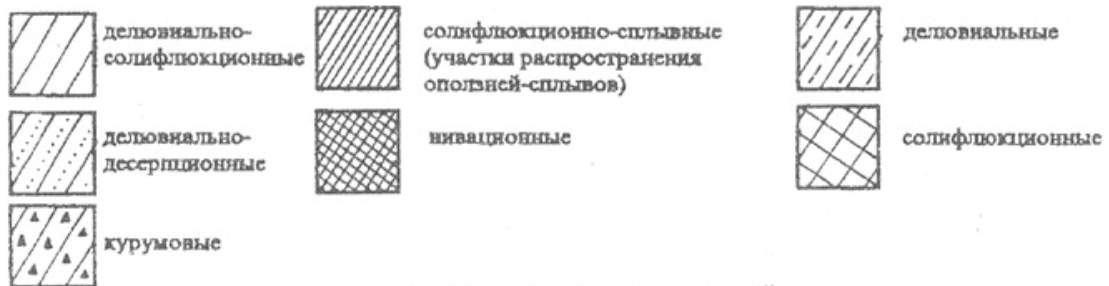 делювиально-
солифлюкционные
солифлюкционно-сплывные
(участки распространения
оползней-сплывов)
делювиальные
делювиально-
десерпционные
нивационные
солифлюкционные
курумовые